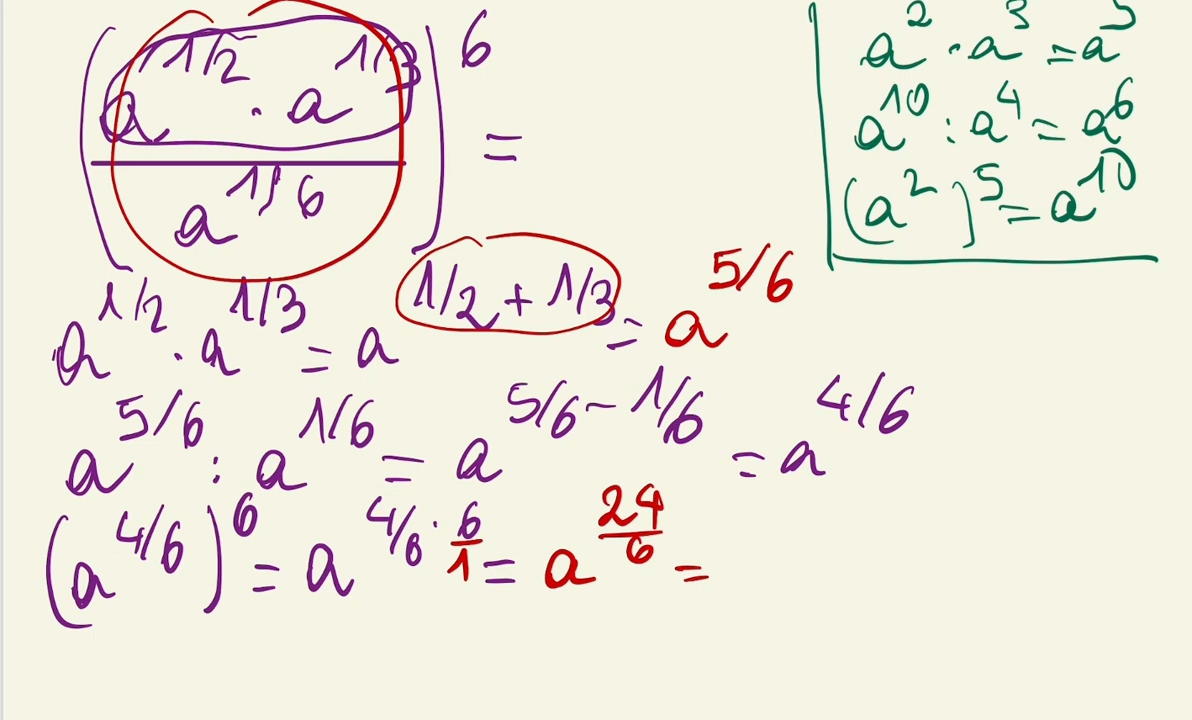 (a^1/2 · a^1/3 / a^1/6)^6 =
a^2 · a^3 = a^5
a^10 : a^4 = a^6
(a^2)^5 = a^10
a^1/2 · a^1/3 = a^1/2 + 1/3 = a^5/6
a^5/6 : a^1/6 = a^5/6 - 1/6 = a^4/6
(a^4/6)^6 = a^4/6 · 6/1 = a^24/6 =